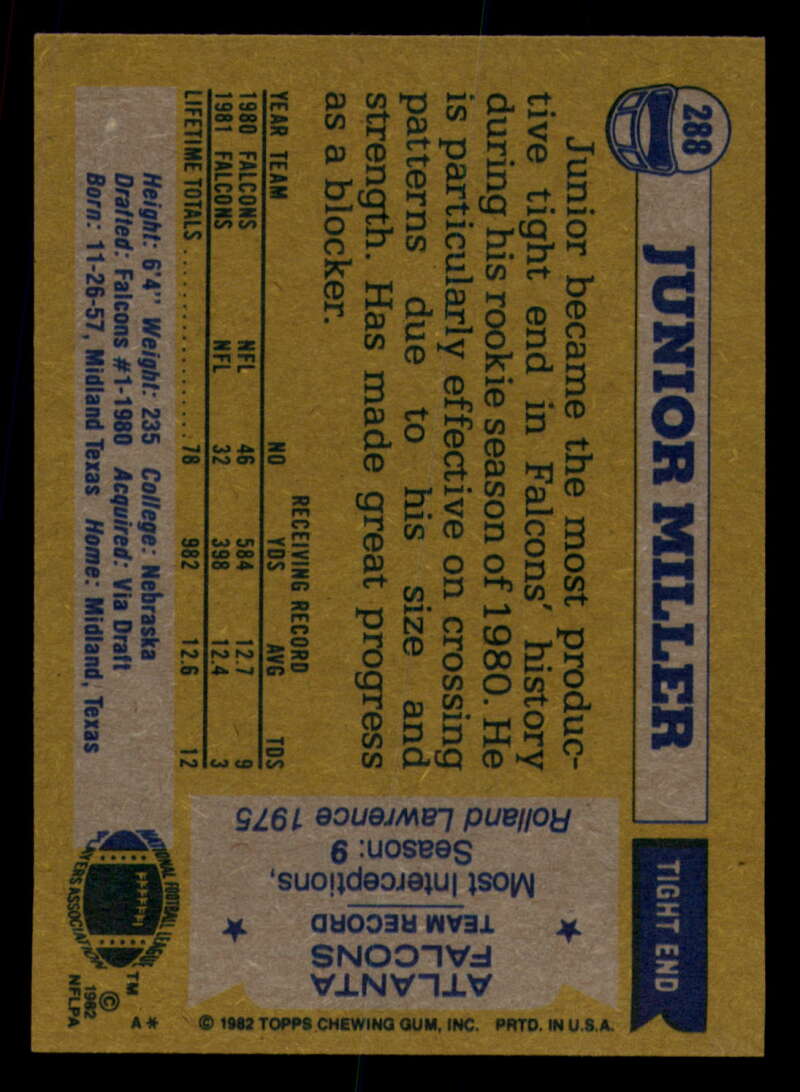 288
JUNIOR MILLER
TIGHT END
Junior became the most produc-
tive tight end in Falcons' history
during his rookie season of 1980. He
is particularly effective on crossing
patterns due to his size and
strength. Has made great progress
as a blocker.
RECEIVING RECORD
YEAR TEAM NO YDS AVG TDS
1980 FALCONS NFL 46 584 12.7 9
1981 FALCONS NFL 32 398 12.4 3
LIFETIME TOTALS 78 982 12.6 12
Height: 6'4" Weight: 235 College: Nebraska
Drafted: Falcons #1-1980 Acquired: Via Draft
Born: 11-26-57, Midland Texas Home: Midland, Texas
ATLANTA
FALCONS
TEAM RECORD
Most Interceptions,
Season: 9
Rolland Lawrence 1975
NATIONAL FOOTBALL LEAGUE
PLAYERS ASSOCIATION
TM
©
1982
NFLPA
A* © 1982 TOPPS CHEWING GUM, INC. PRTD. IN U.S.A.